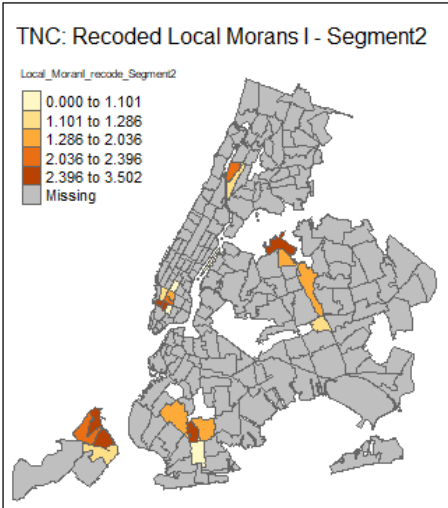 TNC: Recoded Local Morans I - Segment2
Local_MoranI_recode_Segment2
0.000 to 1.101
1.101 to 1.286
1.286 to 2.036
2.036 to 2.396
2.396 to 3.502
Missing